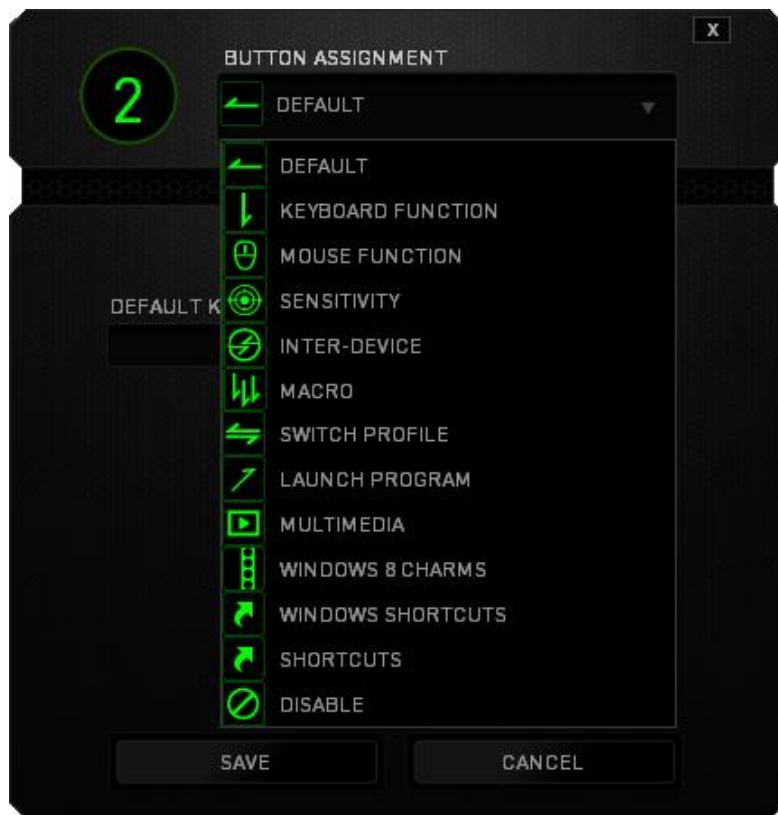 X
BUTTON ASSIGNMENT
2
DEFAULT
DEFAULT
KEYBOARD FUNCTION
MOUSE FUNCTION
SENSITIVITY
DEFAULT K
INTER-DEVICE
MACRO
SWITCH PROFILE
LAUNCH PROGRAM
MULTIMEDIA
WINDOWS 8 CHARMS
WINDOWS SHORTCUTS
SHORTCUTS
DISABLE
SAVE
CANCEL